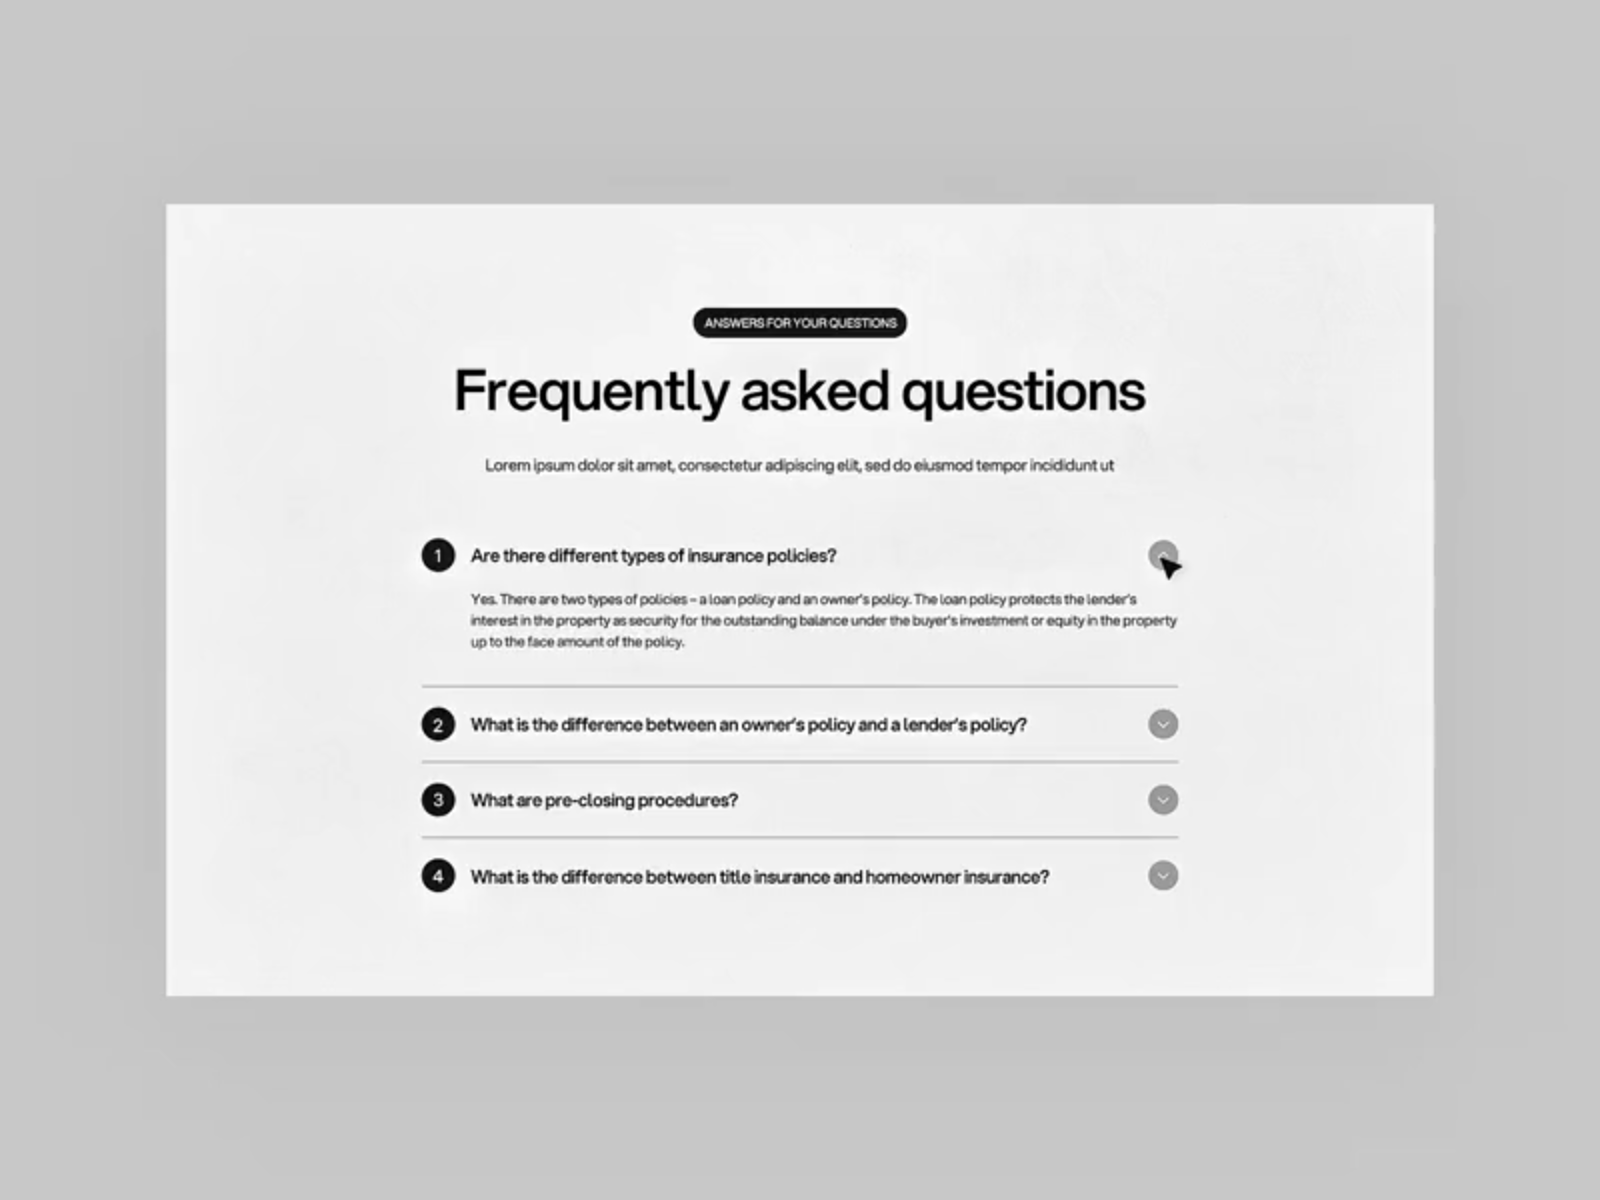 ANSWERS FOR YOUR QUESTIONS
Frequently asked questions
Lorem ipsum dolor sit amet, consectetur adipiscing elit, sed do eiusmod tempor incididunt ut
1 Are there different types of insurance policies?
Yes. There are two types of policies – a loan policy and an owner's policy. The loan policy protects the lender's
interest in the property as security for the outstanding balance under the buyer's investment or equity in the property
up to the face amount of the policy.
2 What is the difference between an owner's policy and a lender's policy?
3 What are pre-closing procedures?
4 What is the difference between title insurance and homeowner insurance?